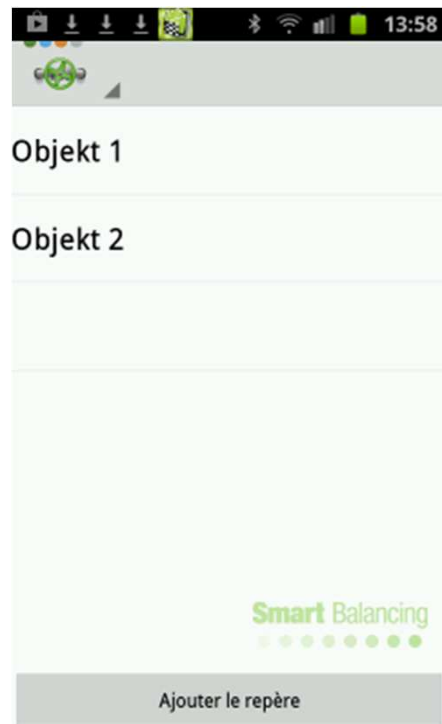 13:58
Objekt 1
Objekt 2
Smart Balancing
Ajouter le repère